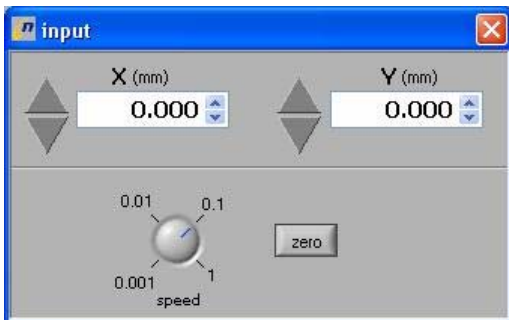 n input
X (mm) Y (mm)
0.000 0.000
0.01 0.1
zero
0.001 1
speed